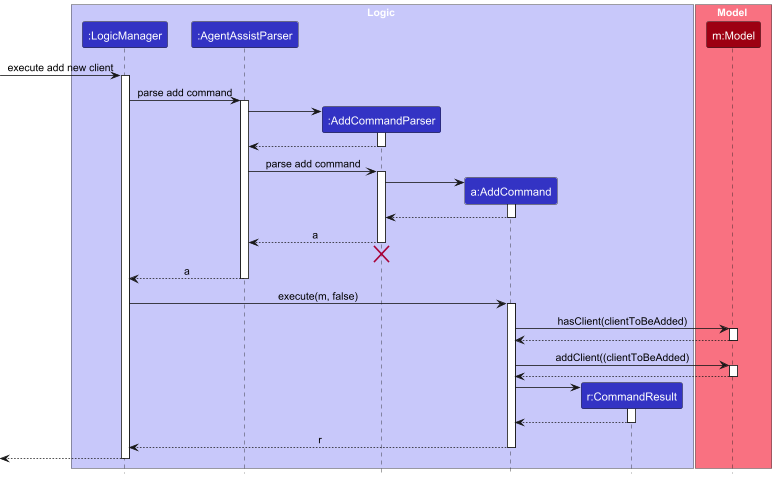 Logic
Model
:LogicManager
:AgentAssistParser
m:Model
execute add new client
parse add command
:AddCommandParser
parse add command
a:AddCommand
a
a
execute(m, false)
hasClient(clientToBeAdded)
addClient((clientToBeAdded)
r:CommandResult
r